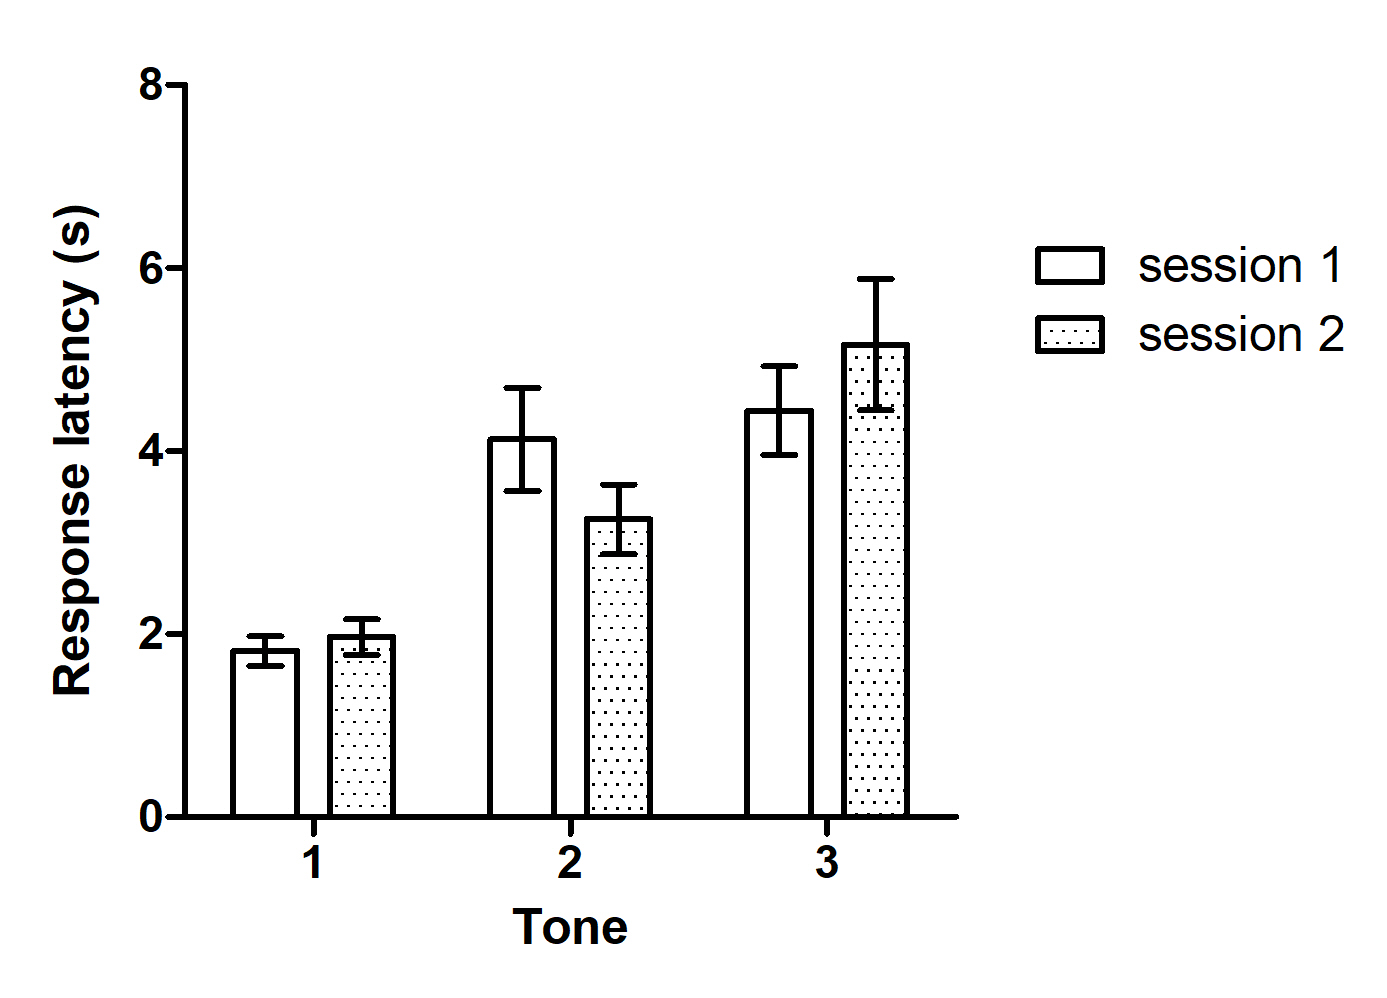 8
6
4
2
0
Response latency (s)
1
2
3
Tone
session 1
session 2